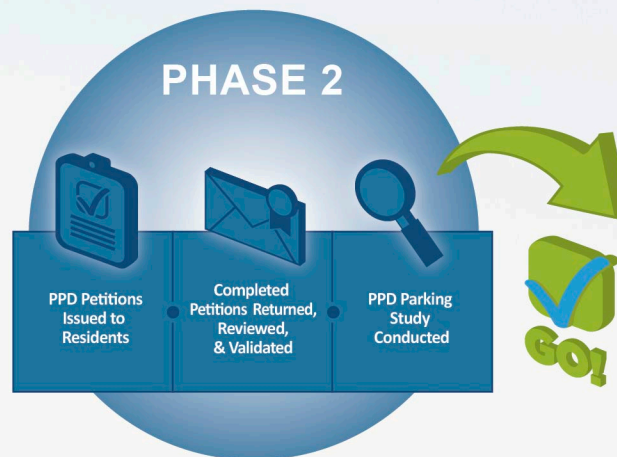 PHASE 2
PPD Petitions
Issued to
Residents
Completed
Petitions Returned,
Reviewed,
& Validated
PPD Parking
Study
Conducted
GO!